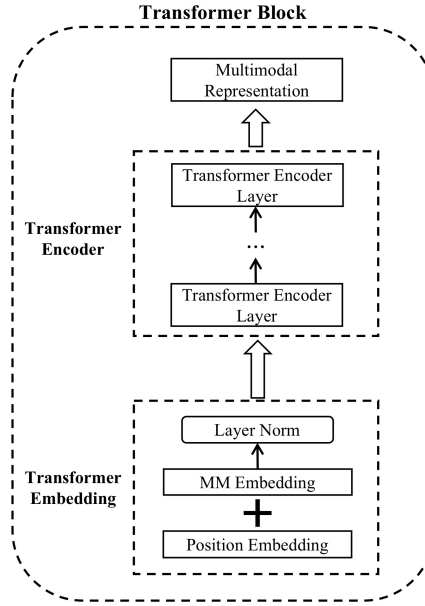 Transformer Block
Multimodal
Representation
Transformer
Encoder
Transformer Encoder
Layer
...
Transformer Encoder
Layer
Transformer
Embedding
Layer Norm
MM Embedding
+
Position Embedding